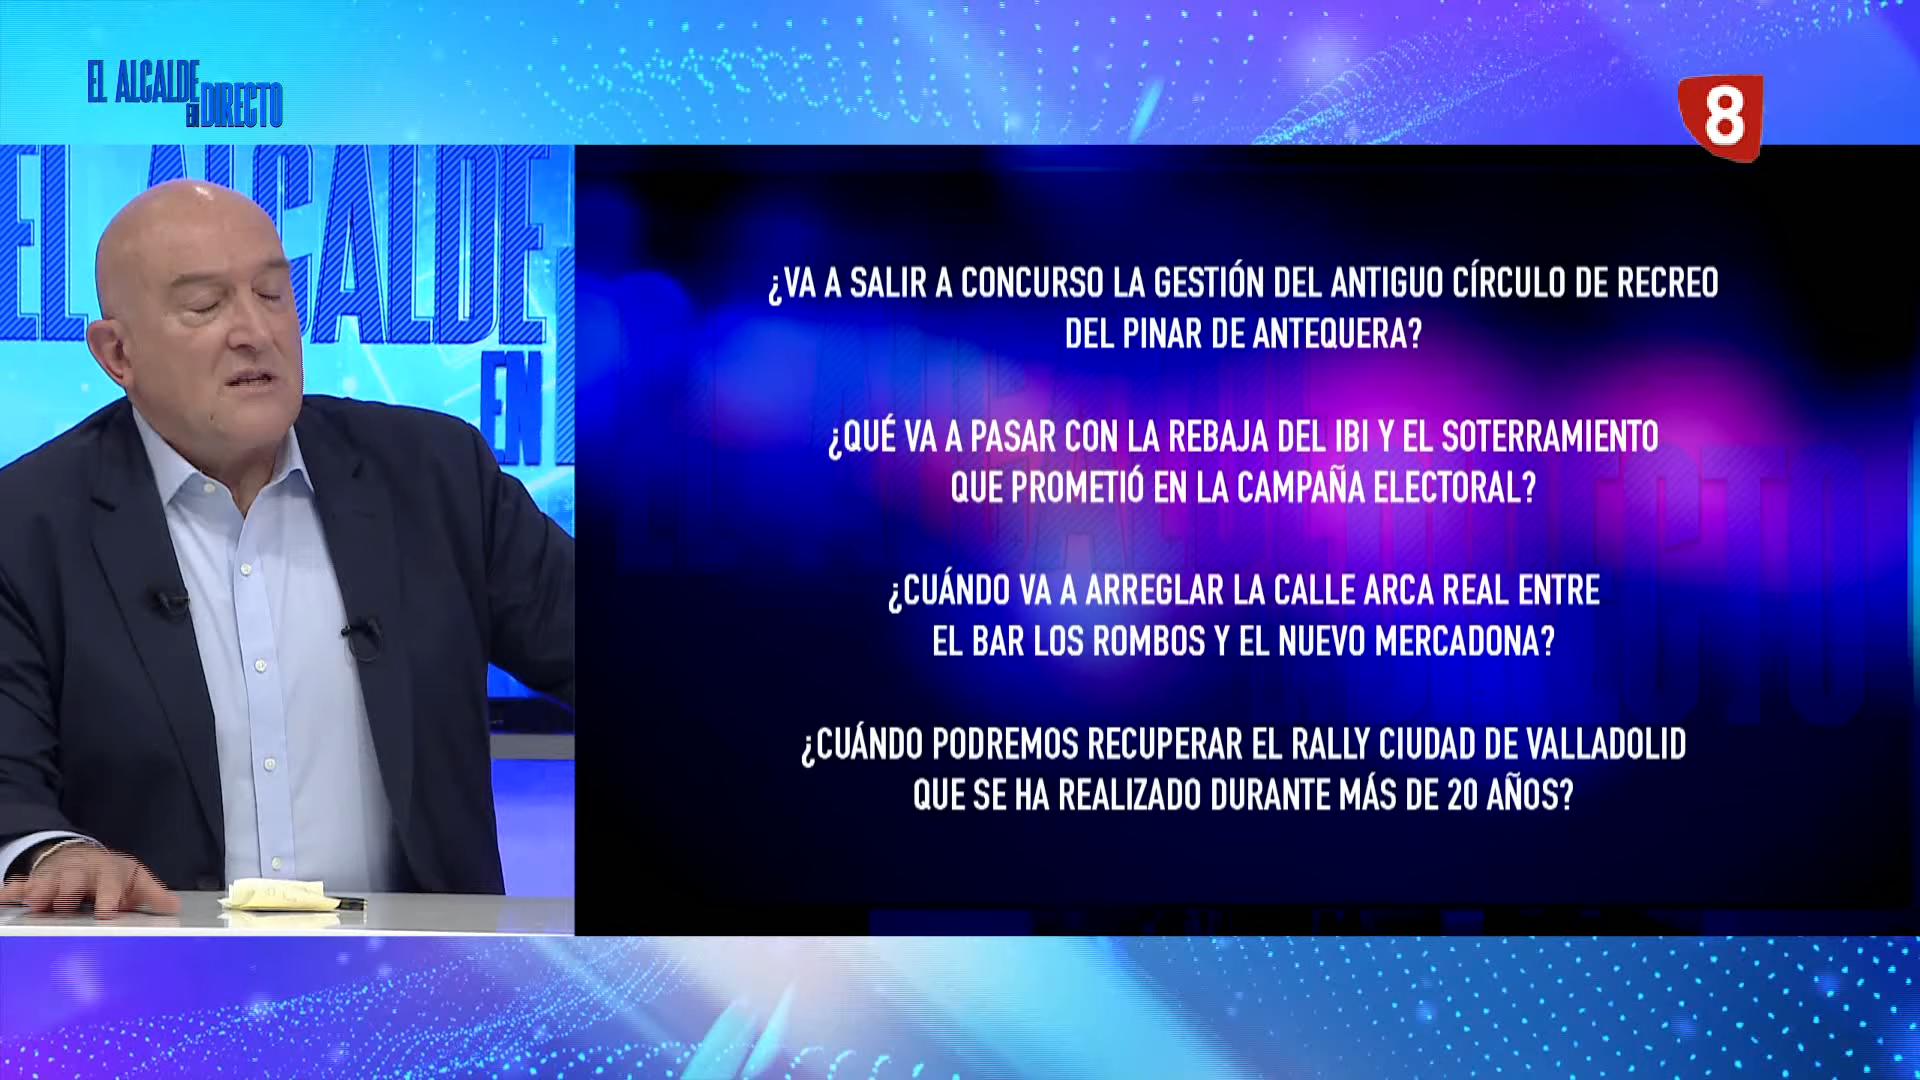 EL ALCALDE
EN DIRECTO
8
EL ALCALDE
EN
¿VA A SALIR A CONCURSO LA GESTIÓN DEL ANTIGUO CÍRCULO DE RECREO
DEL PINAR DE ANTEQUERA?
¿QUÉ VA A PASAR CON LA REBAJA DEL IBI Y EL SOTERRAMIENTO
QUE PROMETIÓ EN LA CAMPAÑA ELECTORAL?
¿CUÁNDO VA A ARREGLAR LA CALLE ARCA REAL ENTRE
EL BAR LOS ROMBOS Y EL NUEVO MERCADONA?
¿CUÁNDO PODREMOS RECUPERAR EL RALLY CIUDAD DE VALLADOLID
QUE SE HA REALIZADO DURANTE MÁS DE 20 AÑOS?